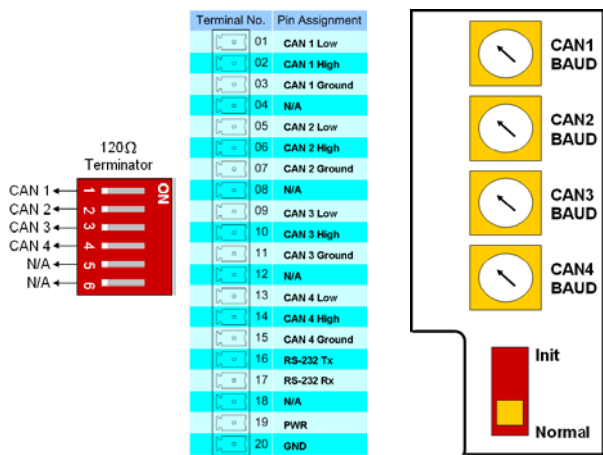 120Ω
Terminator
CAN 1
CAN 2
CAN 3
CAN 4
N/A
N/A
1
2
3
4
5
6
ON
Terminal No. Pin Assignment
01 CAN 1 Low
02 CAN 1 High
03 CAN 1 Ground
04 N/A
05 CAN 2 Low
06 CAN 2 High
07 CAN 2 Ground
08 N/A
09 CAN 3 Low
10 CAN 3 High
11 CAN 3 Ground
12 N/A
13 CAN 4 Low
14 CAN 4 High
15 CAN 4 Ground
16 RS-232 Tx
17 RS-232 Rx
18 N/A
19 PWR
20 GND
CAN1
BAUD
CAN2
BAUD
CAN3
BAUD
CAN4
BAUD
Init
Normal